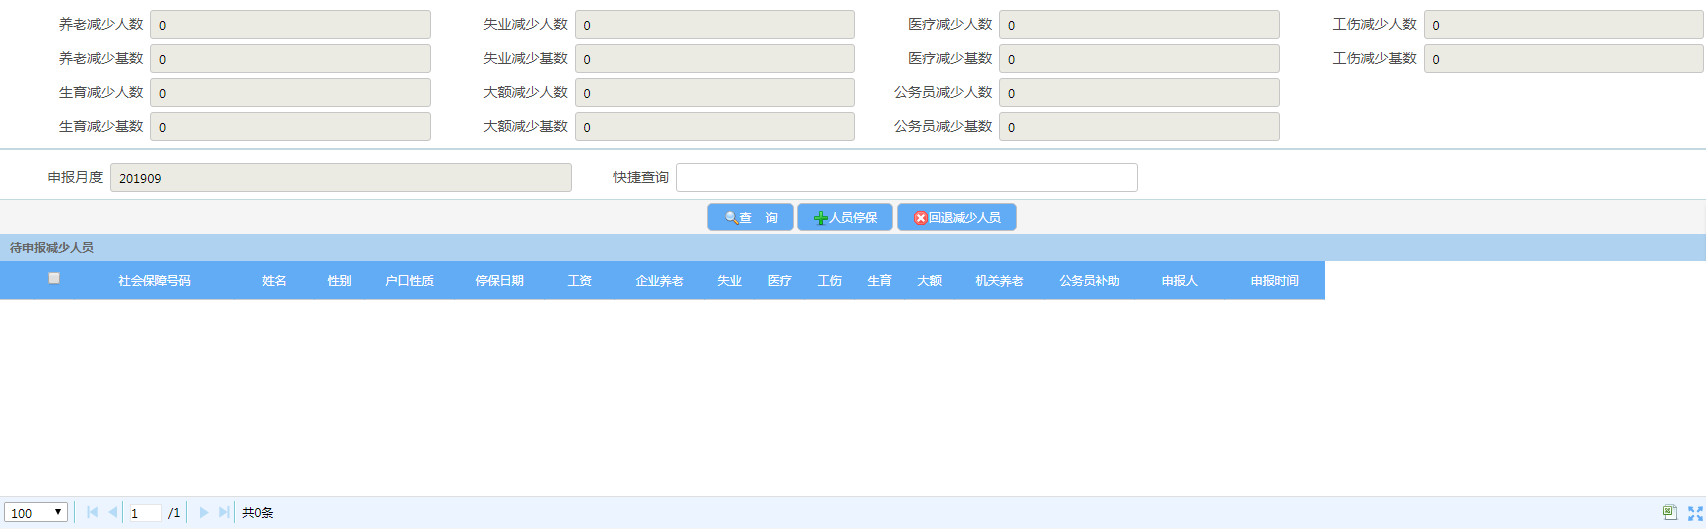 养老减少人数 0 失业减少人数 0 医疗减少人数 0 工伤减少人数 0
养老减少基数 0 失业减少基数 0 医疗减少基数 0 工伤减少基数 0
生育减少人数 0 大额减少人数 0 公务员减少人数 0
生育减少基数 0 大额减少基数 0 公务员减少基数 0
申报月度 201909 快捷查询
查 询 人员停保 回退减少人员
待申报减少人员
社会保障号码 姓名 性别 户口性质 停保日期 工资 企业养老 失业 医疗 工伤 生育 大额 机关养老 公务员补助 申报人 申报时间
100 1 /1 共0条